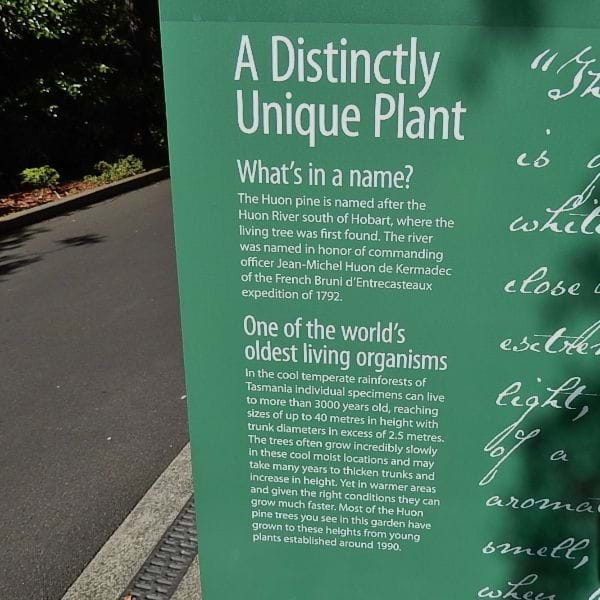 A Distinctly
Unique Plant
What's in a name?
The Huon pine is named after the
Huon River south of Hobart, where the
living tree was first found. The river
was named in honor of commanding
officer Jean-Michel Huon de Kermadec
of the French Bruni d'Entrecasteaux
expedition of 1792.
One of the world's
oldest living organisms
In the cool temperate rainforests of
Tasmania individual specimens can live
to more than 3000 years old, reaching
sizes of up to 40 metres in height with
trunk diameters in excess of 2.5 metres.
The trees often grow incredibly slowly
in these cool moist locations and may
take many years to thicken trunks and
increase in height. Yet in warmer areas
and given the right conditions they can
grow much faster. Most of the Huon
pine trees you see in this garden have
grown to these heights from young
plants established around 1990.
is
close
light,
of a
smell,
when